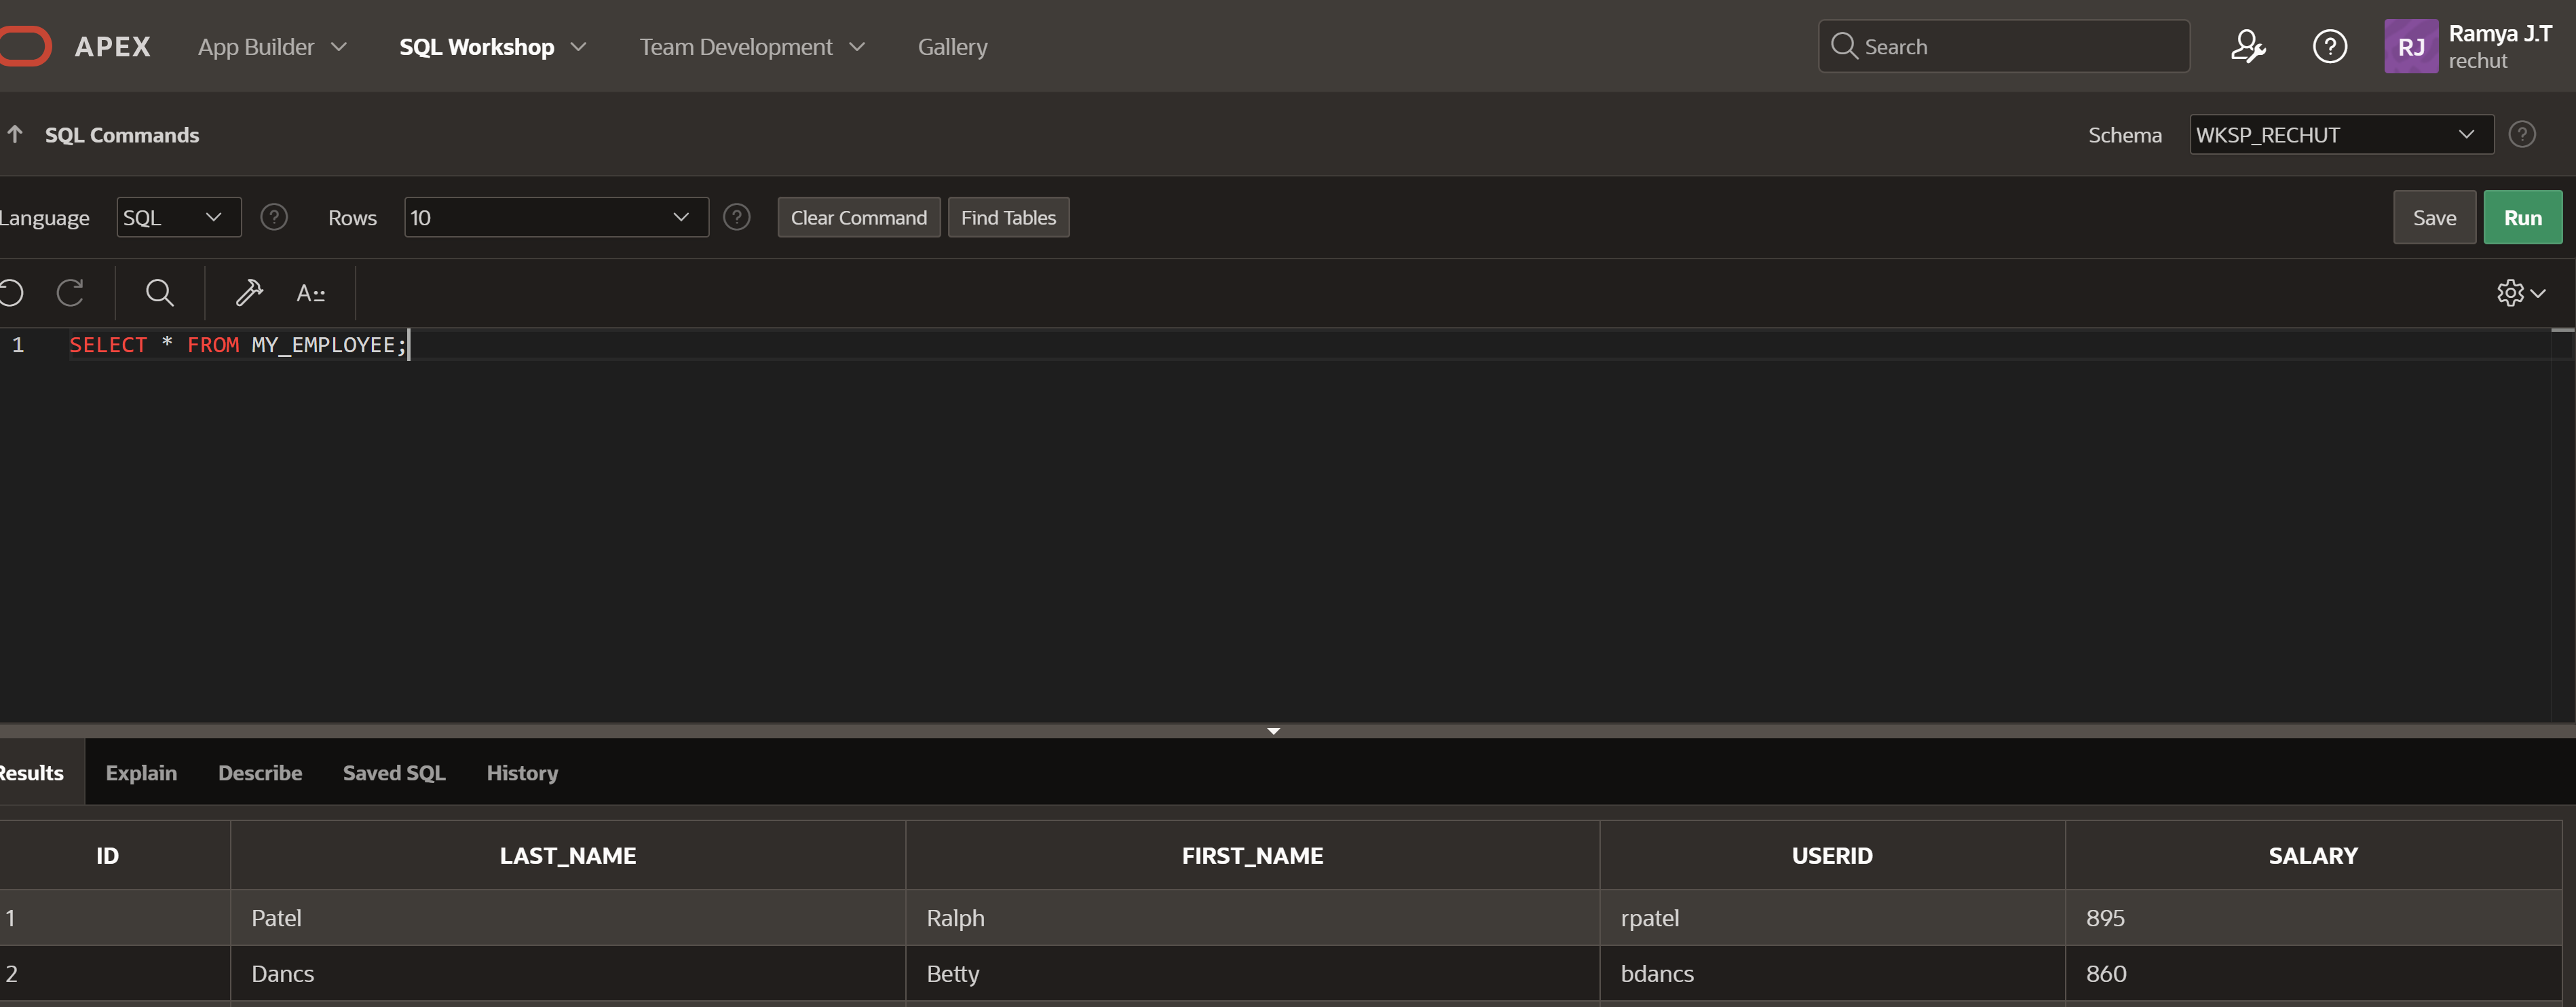 APEX App Builder SQL Workshop Team Development Gallery Search RJ Ramya J.T
rechut
SQL Commands Schema WKSP_RECHUT
Language SQL Rows 10 Clear Command Find Tables Save Run
1 SELECT * FROM MY_EMPLOYEE;
Results Explain Describe Saved SQL History
ID LAST_NAME FIRST_NAME USERID SALARY
1 Patel Ralph rpatel 895
2 Dancs Betty bdancs 860